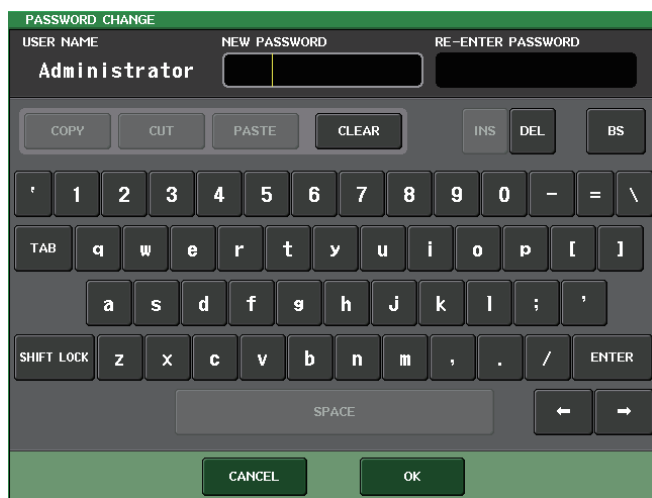 PASSWORD CHANGE
USER NAME NEW PASSWORD RE-ENTER PASSWORD
Administrator
COPY CUT PASTE CLEAR INS DEL BS
' 1 2 3 4 5 6 7 8 9 0 - = \
TAB q w e r t y u i o p [ ]
a s d f g h j k l ; '
SHIFT LOCK z x c v b n m , . / ENTER
SPACE ← →
CANCEL OK